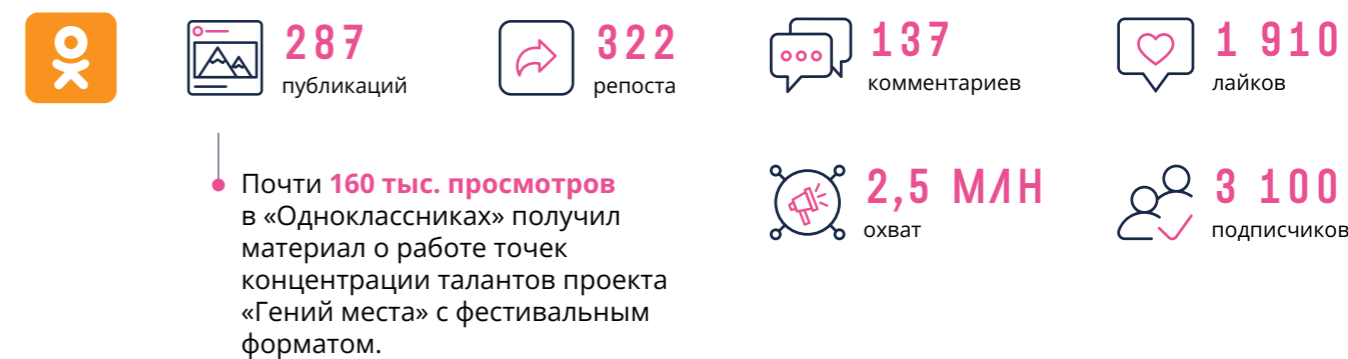 287
публикаций
322
репоста
137
комментариев
1 910
лайков
Почти 160 тыс. просмотров
в «Одноклассниках» получил
материал о работе точек
концентрации талантов проекта
«Гений места» с фестивальным
форматом.
2,5 МЛН
охват
3 100
подписчиков